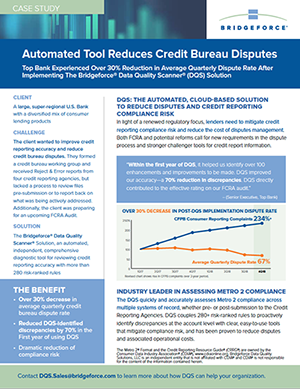 CASE STUDY
BRIDGEFORCE
Automated Tool Reduces Credit Bureau Disputes
Top Bank Experienced Over 30% Reduction in Average Quarterly Dispute Rate After
Implementing The Bridgeforce® Data Quality Scanner® (DQS) Solution
CLIENT
A large, super-regional U.S. Bank
with a diversified mix of consumer
lending products
CHALLENGE
The client wanted to improve credit
reporting accuracy and reduce
credit bureau disputes. They formed
a credit bureau working group and
received Reject & Error reports from
four credit reporting agencies, but
lacked a process to review files
pre-submission or to report back on
what was being actively addressed.
Additionally, the client was preparing
for an upcoming FCRA Audit.
SOLUTION
The Bridgeforce® Data Quality
Scanner® Solution, an automated,
independent, comprehensive
diagnostic tool for reviewing credit
reporting accuracy with more than
280 risk-ranked rules
THE BENEFIT
• Over 30% decrease in
average quarterly credit
bureau dispute rate
• Reduced DQS-identified
discrepancies by 70% in the
First year of using DQS
• Dramatic reduction of
compliance risk
DQS: THE AUTOMATED, CLOUD-BASED SOLUTION
TO REDUCE DISPUTES AND CREDIT REPORTING
COMPLIANCE RISK
In light of a renewed regulatory focus, lenders need to mitigate credit
reporting compliance risk and reduce the cost of disputes management.
Both FCRA and potential reforms call for new requirements in the dispute
process and stronger challenger tools for credit report information.
"Within the first year of DQS, it helped us identify over 100
enhancements and improvements to be made. DQS improved
our accuracy—a 70% reduction in discrepancies. DQS directly
contributed to the effective rating on our FCRA audit."
– (Senior Executive, Top Bank)
OVER 30% DECREASE IN POST-DQS IMPLEMENTATION DISPUTE RATE
CFPB Consumer Reporting Complaints 234%
Average Quarterly Dispute Rate 67%
INDUSTRY LEADER IN ASSESSING METRO 2 COMPLIANCE
The DQS quickly and accurately assesses Metro 2 compliance across
multiple systems of record, whether pre- or post-submission to the Credit
Reporting Agencies. DQS couples 280+ risk-ranked rules to proactively
identify discrepancies at the account level with clear, easy-to-use tools
that mitigate compliance risk, and has been proven to reduce disputes,
and associated operational costs.
The Metro 2® Format and the Credit Reporting Resource Guide® (CRRG®) are owned by the
Consumer Data Industry Association® (CDIA), www.cdiaonline.org. Bridgeforce Data Quality
Solutions, LLC is an independent entity that is not affiliated with CDIA® and CDIA® is not responsible
for the content of the information contained herein.
Contact DQS.Sales@bridgeforce.com to learn more about how DQS can help your organization.